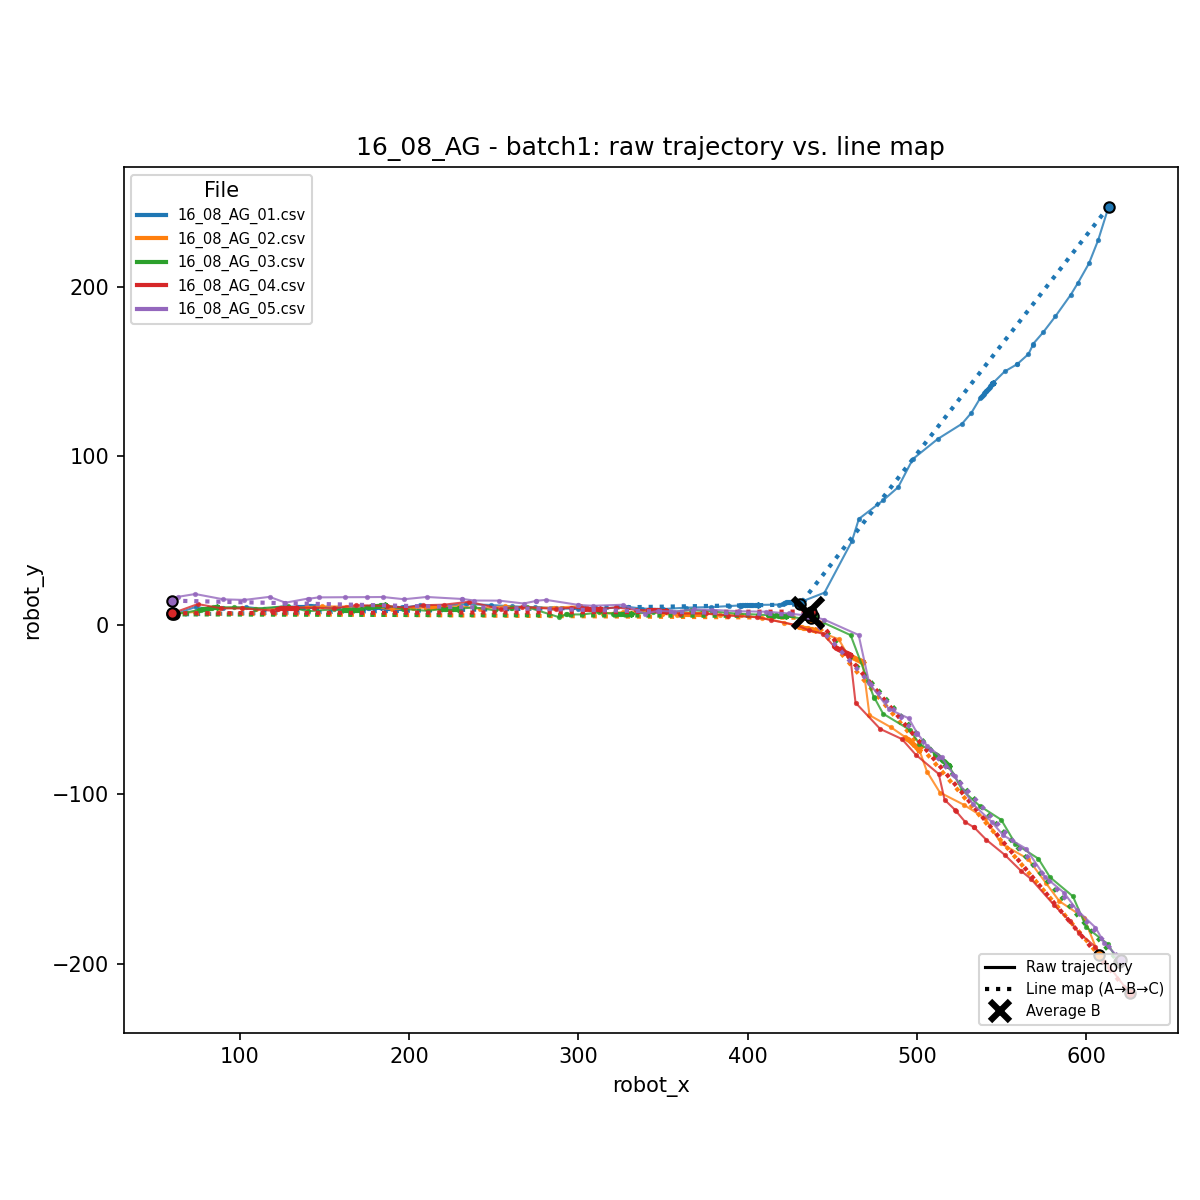 16_08_AG - batch1: raw trajectory vs. line map
File
16_08_AG_01.csv
16_08_AG_02.csv
16_08_AG_03.csv
16_08_AG_04.csv
16_08_AG_05.csv
200
100
0
−100
−200
robot_y
Raw trajectory
Line map (A→B→C)
Average B
100
200
300
400
500
600
robot_x